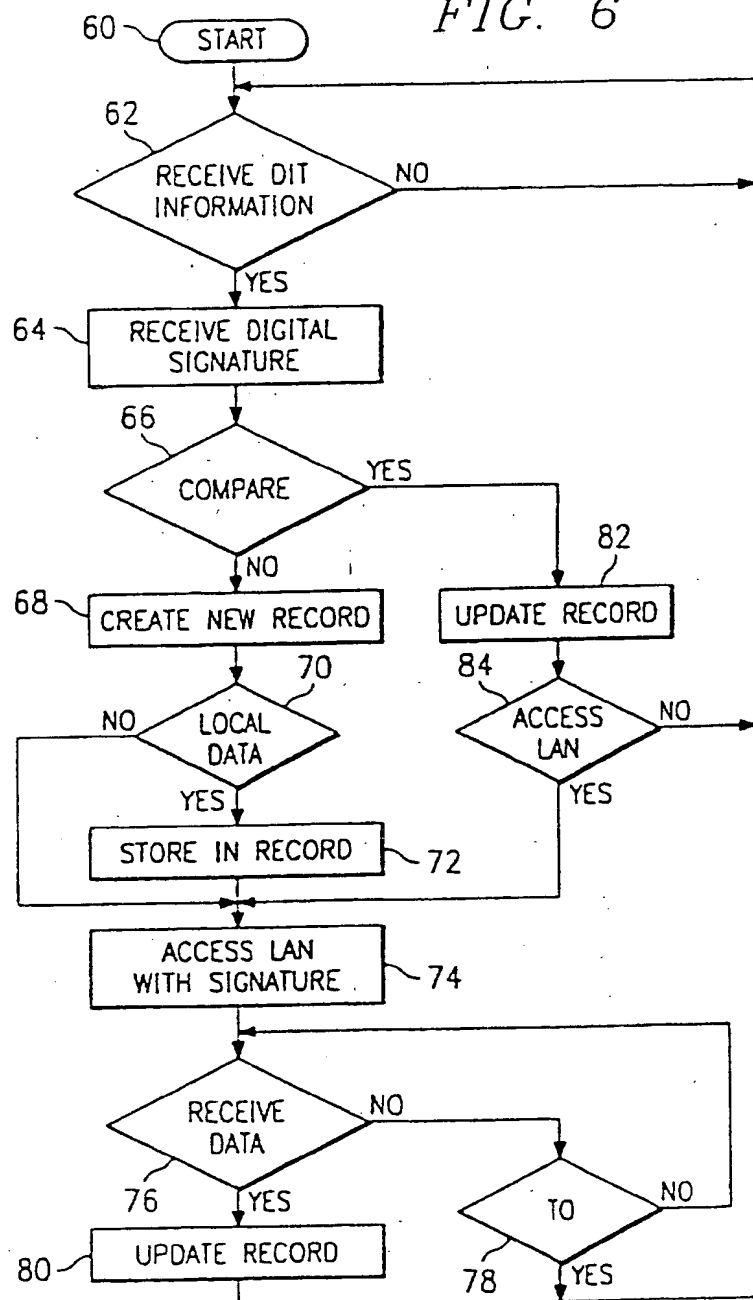 FIG. 6
60
START
62
RECEIVE DIT
INFORMATION
NO
YES
64
RECEIVE DIGITAL
SIGNATURE
66
COMPARE
YES
NO
82
68
CREATE NEW RECORD
UPDATE RECORD
70
84
NO
LOCAL
DATA
ACCESS
LAN
NO
YES
YES
STORE IN RECORD
72
ACCESS LAN
WITH SIGNATURE
74
RECEIVE
DATA
NO
76
YES
TO
NO
78
YES
80
UPDATE RECORD